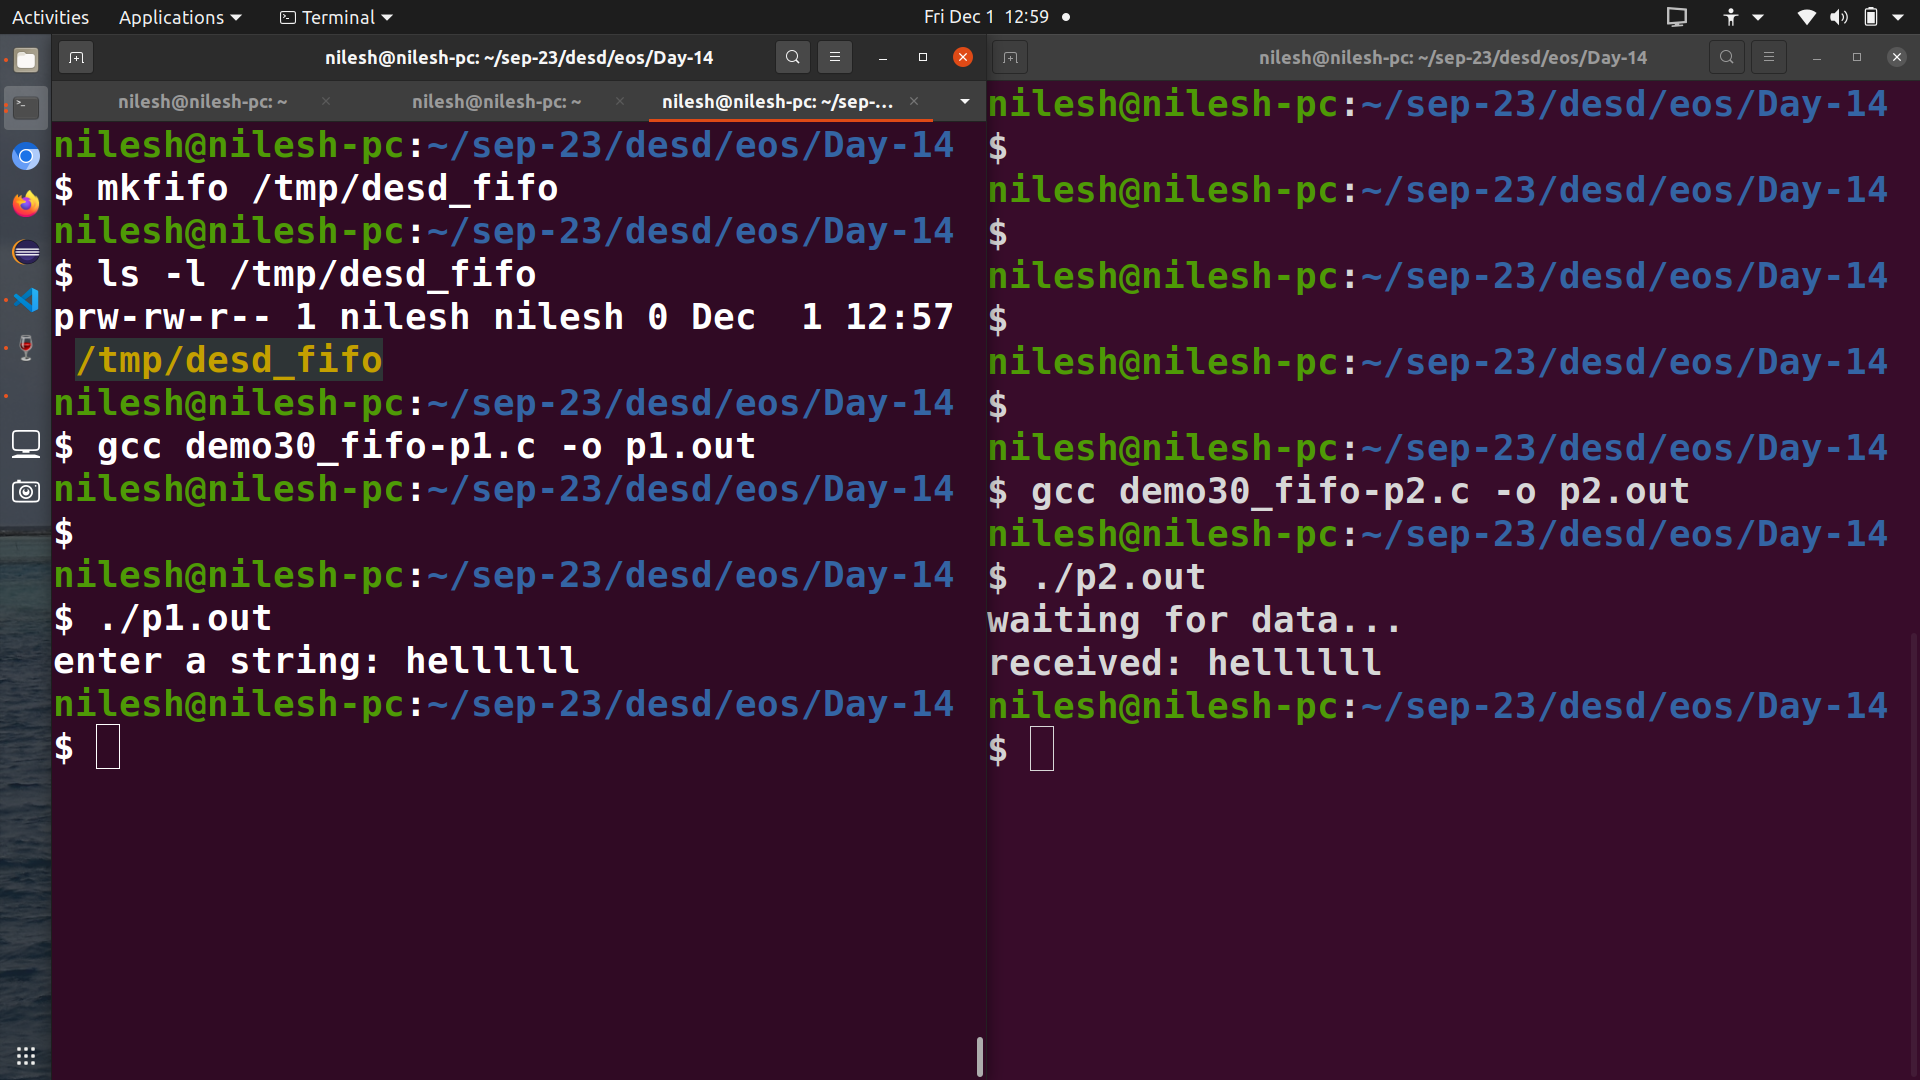 Activities Applications Terminal Fri Dec 1 12:59
nilesh@nilesh-pc: ~/sep-23/desd/eos/Day-14
nilesh@nilesh-pc: ~ nilesh@nilesh-pc: ~ nilesh@nilesh-pc: ~/sep-...
nilesh@nilesh-pc:~/sep-23/desd/eos/Day-14
$ mkfifo /tmp/desd_fifo
nilesh@nilesh-pc:~/sep-23/desd/eos/Day-14
$ ls -l /tmp/desd_fifo
prw-rw-r-- 1 nilesh nilesh 0 Dec  1 12:57
/tmp/desd_fifo
nilesh@nilesh-pc:~/sep-23/desd/eos/Day-14
$ gcc demo30_fifo-p1.c -o p1.out
nilesh@nilesh-pc:~/sep-23/desd/eos/Day-14
$
nilesh@nilesh-pc:~/sep-23/desd/eos/Day-14
$ ./p1.out
enter a string: hellllll
nilesh@nilesh-pc:~/sep-23/desd/eos/Day-14
$
nilesh@nilesh-pc: ~/sep-23/desd/eos/Day-14
nilesh@nilesh-pc:~/sep-23/desd/eos/Day-14
$
nilesh@nilesh-pc:~/sep-23/desd/eos/Day-14
$
nilesh@nilesh-pc:~/sep-23/desd/eos/Day-14
$
nilesh@nilesh-pc:~/sep-23/desd/eos/Day-14
$
nilesh@nilesh-pc:~/sep-23/desd/eos/Day-14
$ gcc demo30_fifo-p2.c -o p2.out
nilesh@nilesh-pc:~/sep-23/desd/eos/Day-14
$ ./p2.out
waiting for data...
received: hellllll
nilesh@nilesh-pc:~/sep-23/desd/eos/Day-14
$